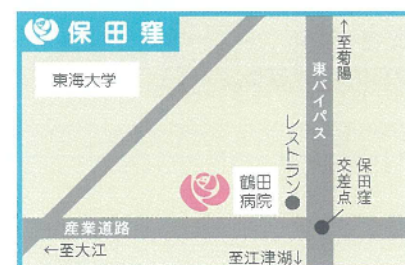 保田窪
東海大学
↑至菊陽
東バイパス
レストラン
保田窪
交差点
鶴田
病院
産業道路
←至大江
至江津湖↓